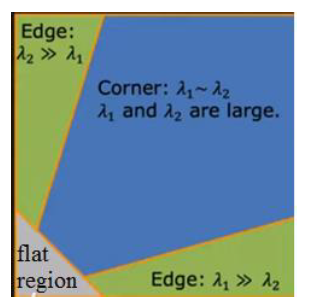 Edge:
λ₂ ≫ λ₁
Corner: λ₁~ λ₂
λ₁ and λ₂ are large.
flat
region
Edge: λ₁ ≫ λ₂